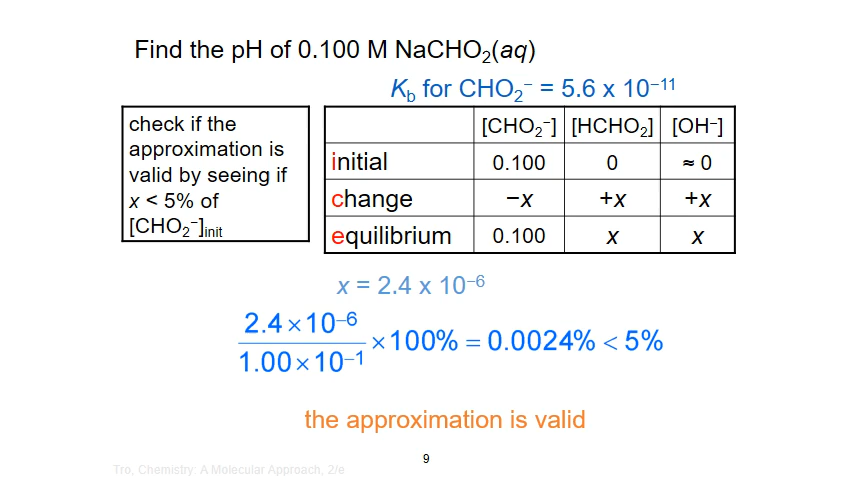 Find the pH of 0.100 M NaCHO₂(aq)
K_b for CHO₂⁻ = 5.6 x 10⁻¹¹
check if the
approximation is
valid by seeing if
x < 5% of
[CHO₂⁻]init
[CHO₂⁻] [HCHO₂] [OH⁻]
initial 0.100 0 ≈ 0
change −x +x +x
equilibrium 0.100 x x
x = 2.4 x 10⁻⁶
2.4 × 10⁻⁶
1.00 × 10⁻¹
× 100% = 0.0024% < 5%
the approximation is valid
9
Tro, Chemistry: A Molecular Approach, 2/e